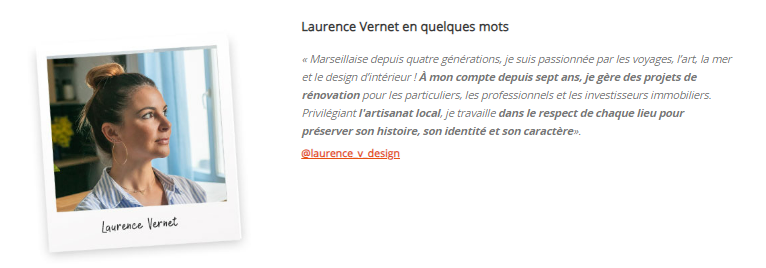 Laurence Vernet en quelques mots
« Marseillaise depuis quatre générations, je suis passionnée par les voyages, l'art, la mer
et le design d'intérieur ! À mon compte depuis sept ans, je gère des projets de
rénovation pour les particuliers, les professionnels et les investisseurs immobiliers.
Privilégiant l'artisanat local, je travaille dans le respect de chaque lieu pour
préserver son histoire, son identité et son caractère».
@laurence_v_design
Laurence Vernet